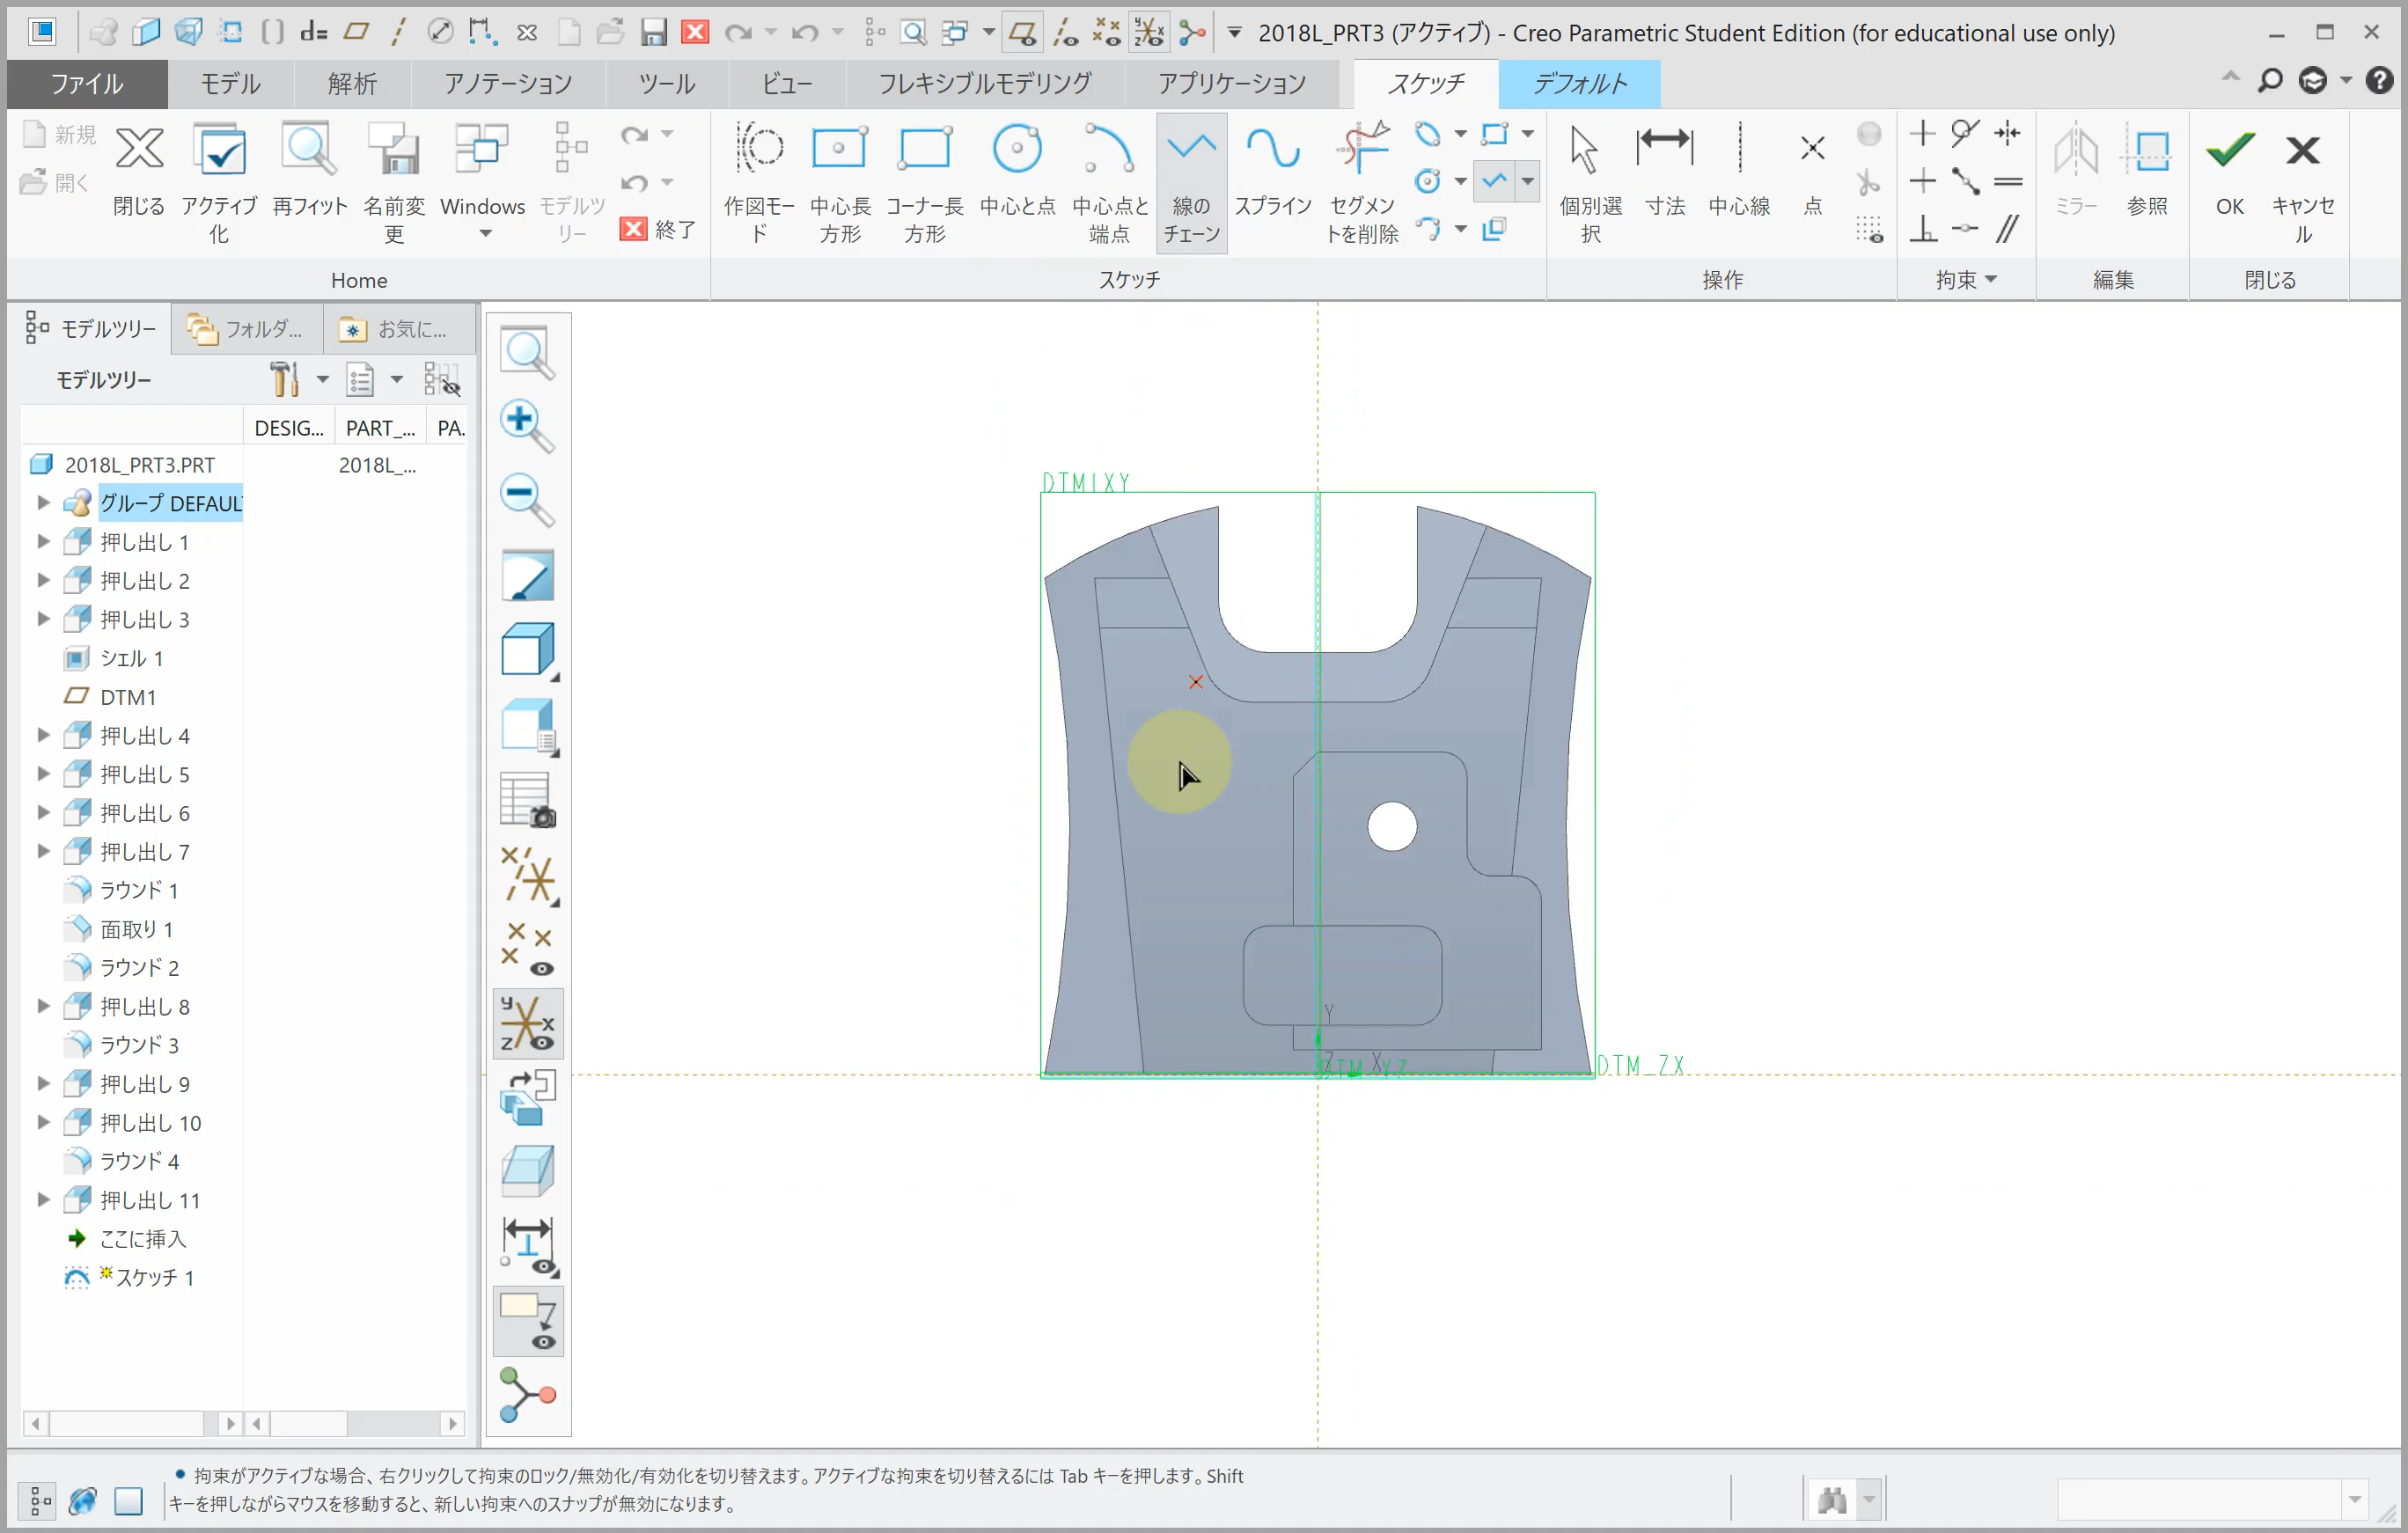 d=
2018L_PRT3 (アクティブ) - Creo Parametric Student Edition (for educational use only)
ファイル
モデル
解析
アノテーション
ツール
ビュー
フレキシブルモデリング
アプリケーション
スケッチ
デフォルト
新規
開く
閉じる
アクティブ化
再フィット
名前変更
Windows
モデルツリー
終了
作図モード
中心長方形
コーナー長方形
中心と点
中心点と端点
線のチェーン
スプライン
セグメントを削除
個別選択
寸法
中心線
点
ミラー
参照
OK
キャンセル
Home
スケッチ
操作
拘束
編集
閉じる
モデルツリー
フォルダ...
お気に...
モデルツリー
DESIG...
PART_...
PA.
2018L_PRT3.PRT
2018L_...
グループ DEFAUL
押し出し 1
押し出し 2
押し出し 3
シェル 1
DTM1
押し出し 4
押し出し 5
押し出し 6
押し出し 7
ラウンド 1
面取り 1
ラウンド 2
押し出し 8
ラウンド 3
押し出し 9
押し出し 10
ラウンド 4
押し出し 11
ここに挿入
スケッチ 1
Y
X
DTM_ZX
拘束がアクティブな場合、右クリックして拘束のロック/無効化/有効化を切り替えます。アクティブな拘束を切り替えるには Tab キーを押します。Shift
キーを押しながらマウスを移動すると、新しい拘束へのスナップが無効になります。